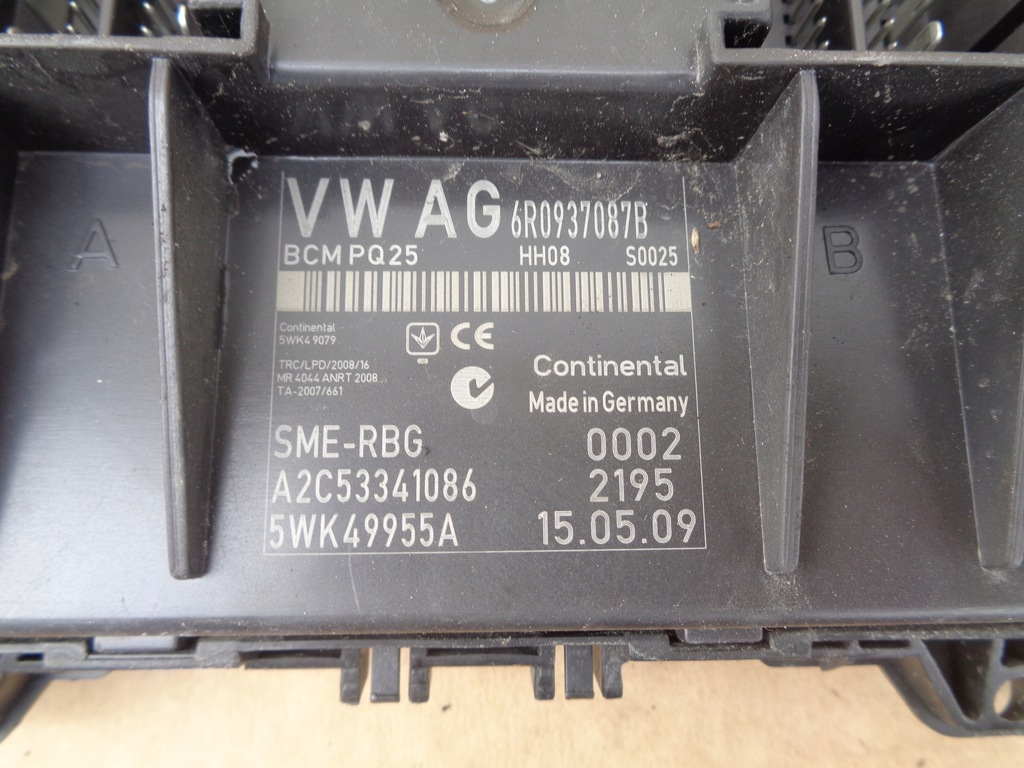 A
B
VW AG 6R0937087B
BCM PQ25 HH08 S0025
Continental
5WK4 9079
CE
TRC/LPD/2008/16
MR 4044 ANRT 2008
TA-2007/661
Continental
Made in Germany
SME-RBG 0002
A2C53341086 2195
5WK49955A 15.05.09